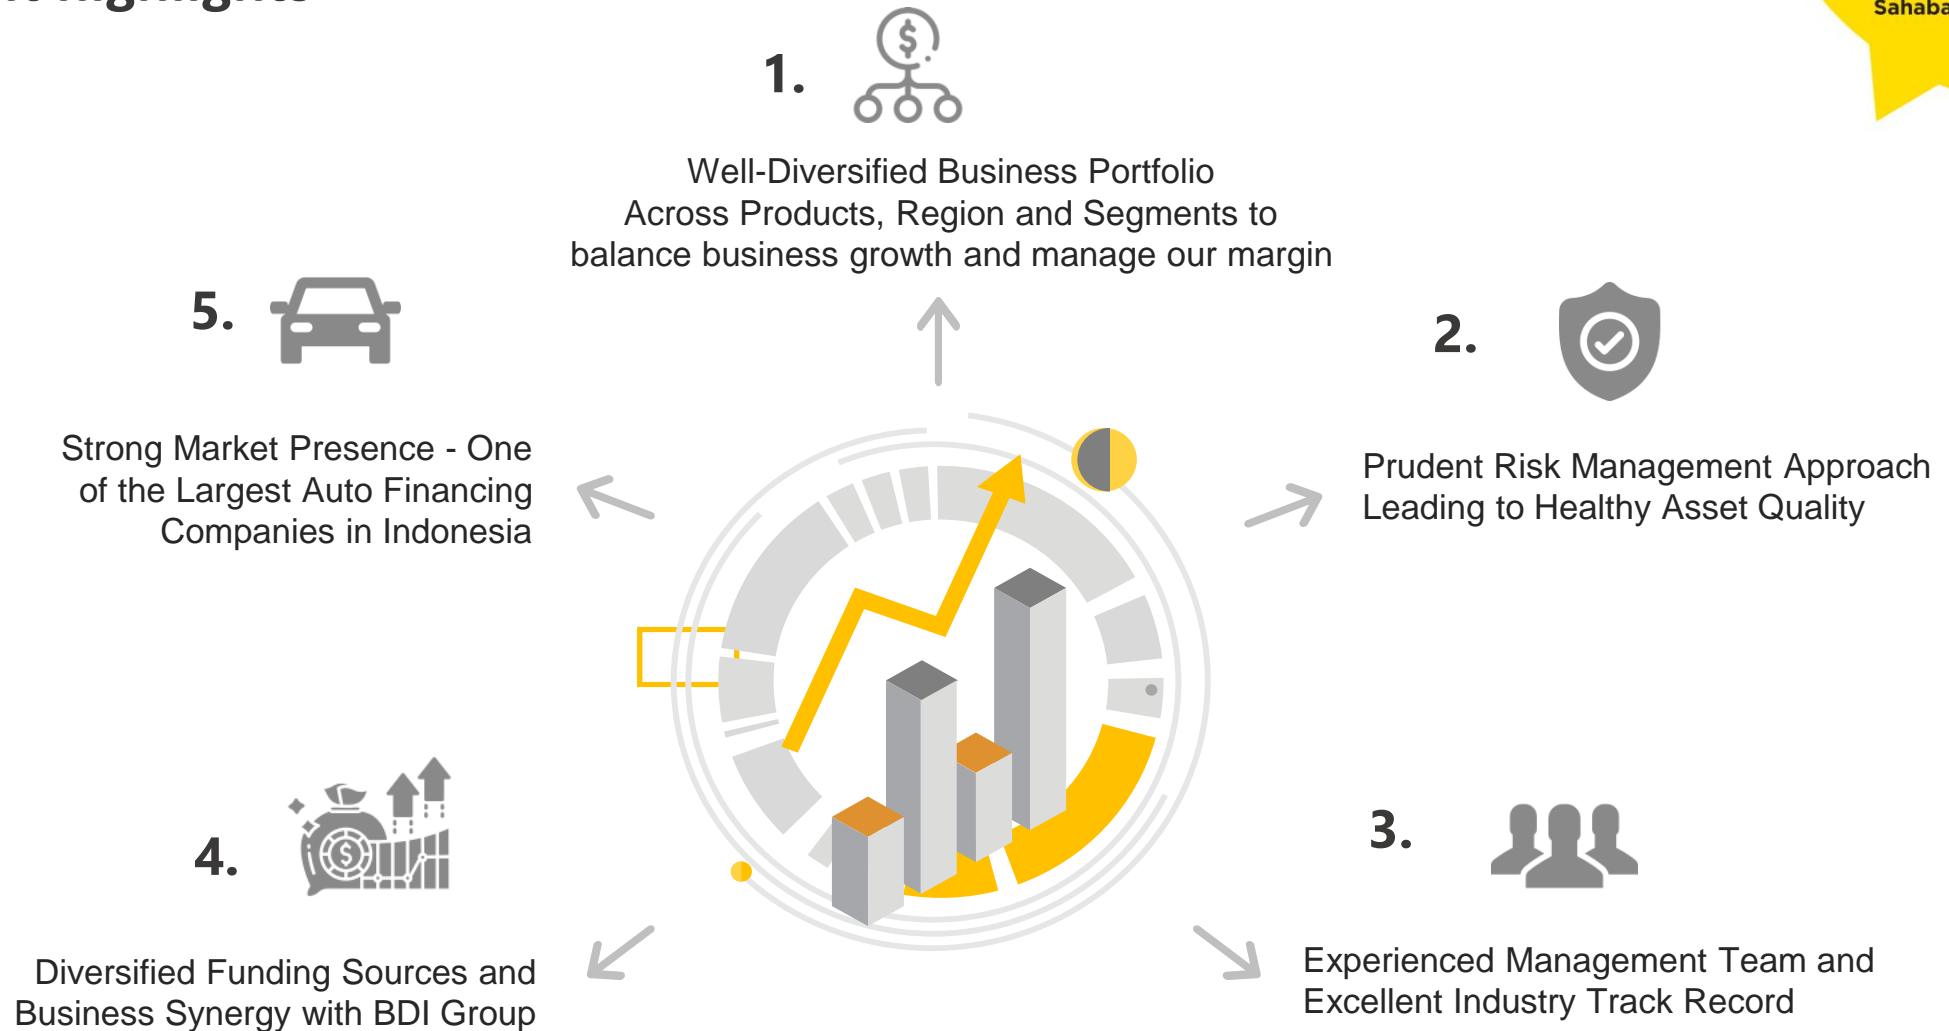 Highlights
Sahaba
1.
Well-Diversified Business Portfolio
Across Products, Region and Segments to
balance business growth and manage our margin
2.
Prudent Risk Management Approach
Leading to Healthy Asset Quality
3.
Experienced Management Team and
Excellent Industry Track Record
4.
Diversified Funding Sources and
Business Synergy with BDI Group
5.
Strong Market Presence - One
of the Largest Auto Financing
Companies in Indonesia